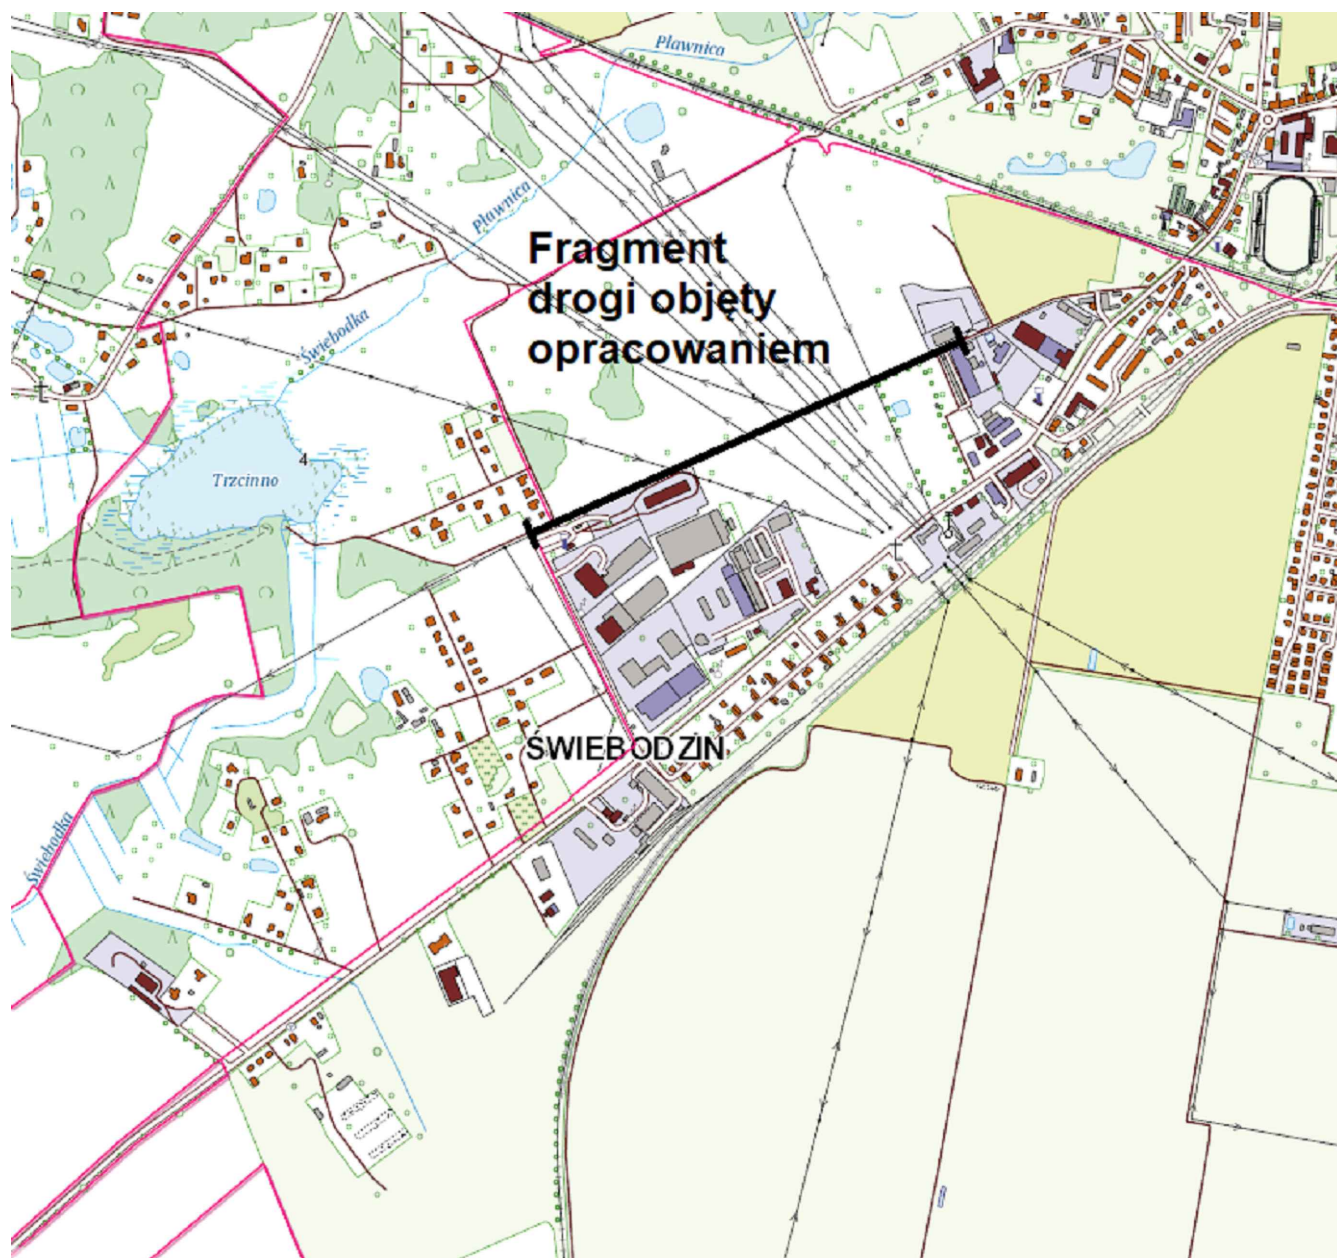 Pławnica
Pławnica
Fragment
drogi objęty
opracowaniem
Świebodka
4
Trzcinno
ŚWIEBODZIN
Świebodka